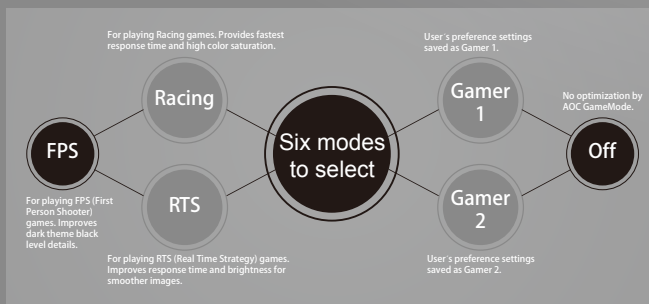 For playing Racing games. Provides fastest
response time and high color saturation.
Racing
FPS
For playing FPS (First
Person Shooter)
games. Improves
dark theme black
level details.
RTS
For playing RTS (Real Time Strategy) games.
Improves response time and brightness for
smoother images.
Six modes
to select
User's preference settings
saved as Gamer 1.
Gamer
1
Gamer
2
User's preference settings
saved as Gamer 2.
No optimization by
AOC GameMode.
Off